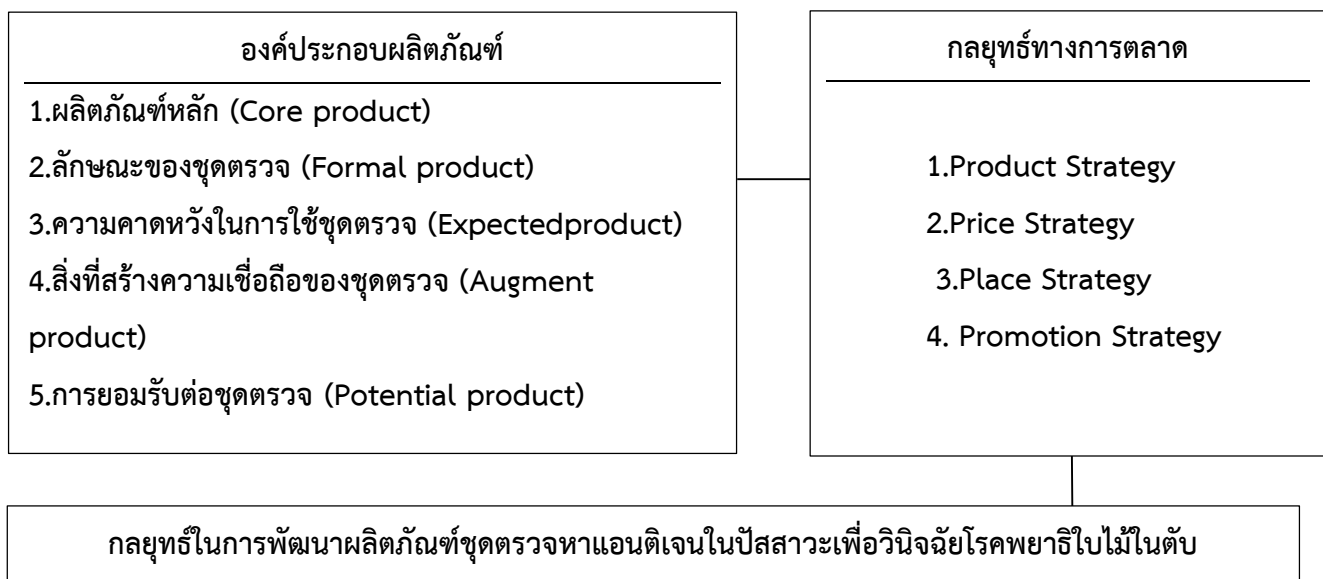 องค์ประกอบผลิตภัณฑ์
1.ผลิตภัณฑ์หลัก (Core product)
2.ลักษณะของชุดตรวจ (Formal product)
3.ความคาดหวังในการใช้ชุดตรวจ (Expectedproduct)
4.สิ่งที่สร้างความเชื่อถือของชุดตรวจ (Augment
product)
5.การยอมรับต่อชุดตรวจ (Potential product)
กลยุทธ์ทางการตลาด
1.Product Strategy
2.Price Strategy
3.Place Strategy
4. Promotion Strategy
กลยุทธ์ในการพัฒนาผลิตภัณฑ์ชุดตรวจหาแอนติเจนในปัสสาวะเพื่อวินิจฉัยโรคพยาธิใบไม้ในตับ